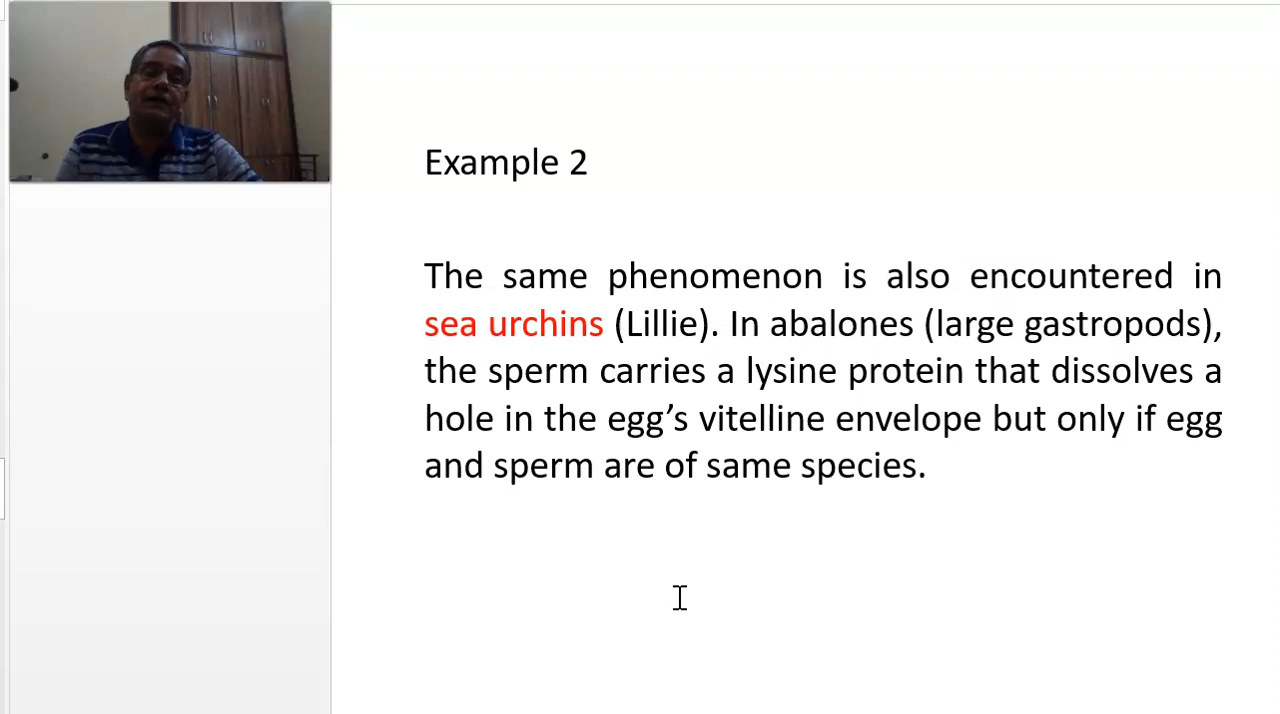 Example 2
The same phenomenon is also encountered in
sea urchins (Lillie). In abalones (large gastropods),
the sperm carries a lysine protein that dissolves a
hole in the egg’s vitelline envelope but only if egg
and sperm are of same species.